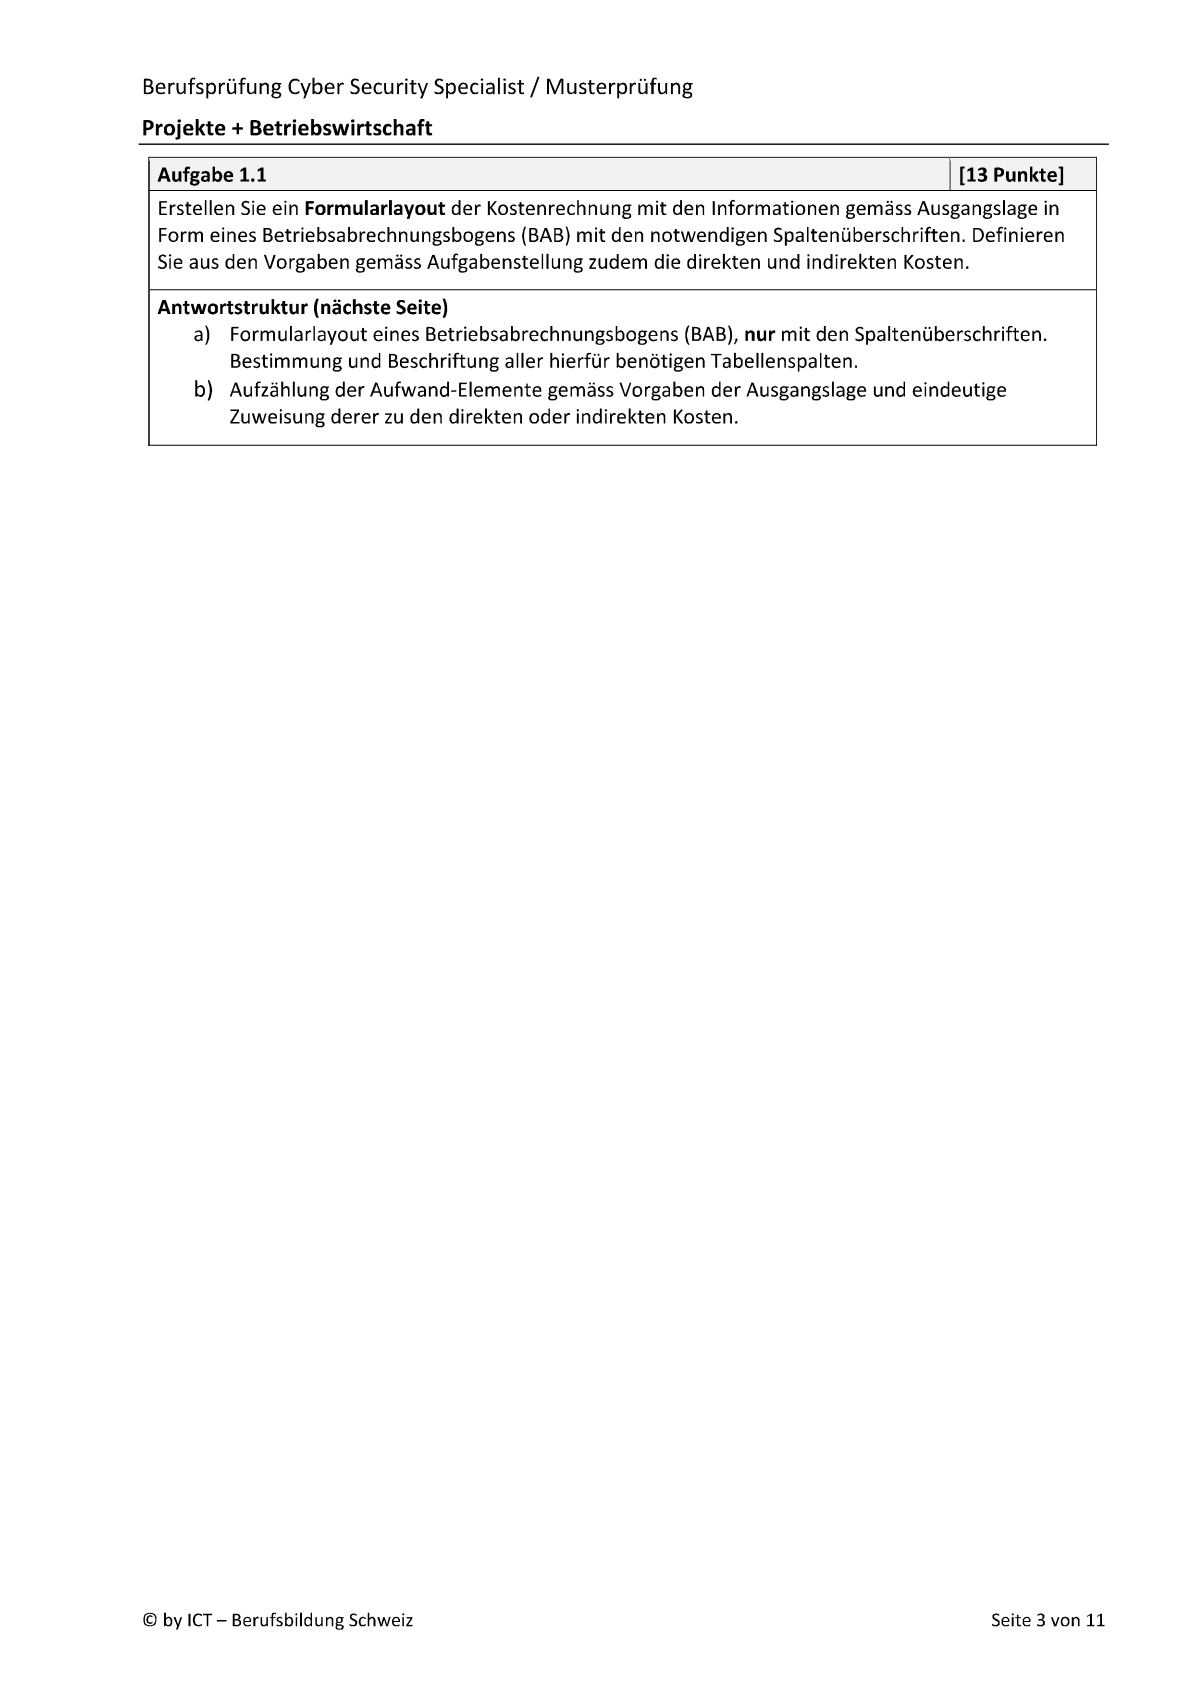 Berufsprüfung Cyber Security Specialist / Musterprüfung
Projekte + Betriebswirtschaft
Aufgabe 1.1 [13 Punkte]
Erstellen Sie ein Formularlayout der Kostenrechnung mit den Informationen gemäss Ausgangslage in
Form eines Betriebsabrechnungsbogens (BAB) mit den notwendigen Spaltenüberschriften. Definieren
Sie aus den Vorgaben gemäss Aufgabenstellung zudem die direkten und indirekten Kosten.
Antwortstruktur (nächste Seite)
a) Formularlayout eines Betriebsabrechnungsbogens (BAB), nur mit den Spaltenüberschriften.
Bestimmung und Beschriftung aller hierfür benötigen Tabellenspalten.
b) Aufzählung der Aufwand-Elemente gemäss Vorgaben der Ausgangslage und eindeutige
Zuweisung derer zu den direkten oder indirekten Kosten.
© by ICT – Berufsbildung Schweiz Seite 3 von 11